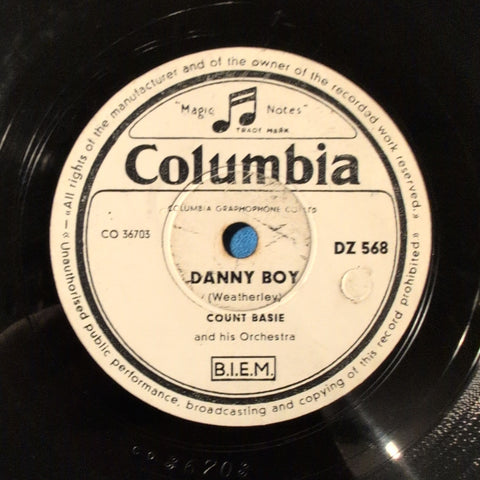 «All rights of the manufacturer and of the owner of the recorded work reserved.»
"Magic Notes"
TRADE MARK
Columbia
COLUMBIA GRAPHOPHONE CO. LTD
CO 36703
DZ 568
DANNY BOY
(Weatherley)
COUNT BASIE
and his Orchestra
B.I.E.M.
« Unauthorised public performance, broadcasting and copying of this record prohibited »
CO 36703